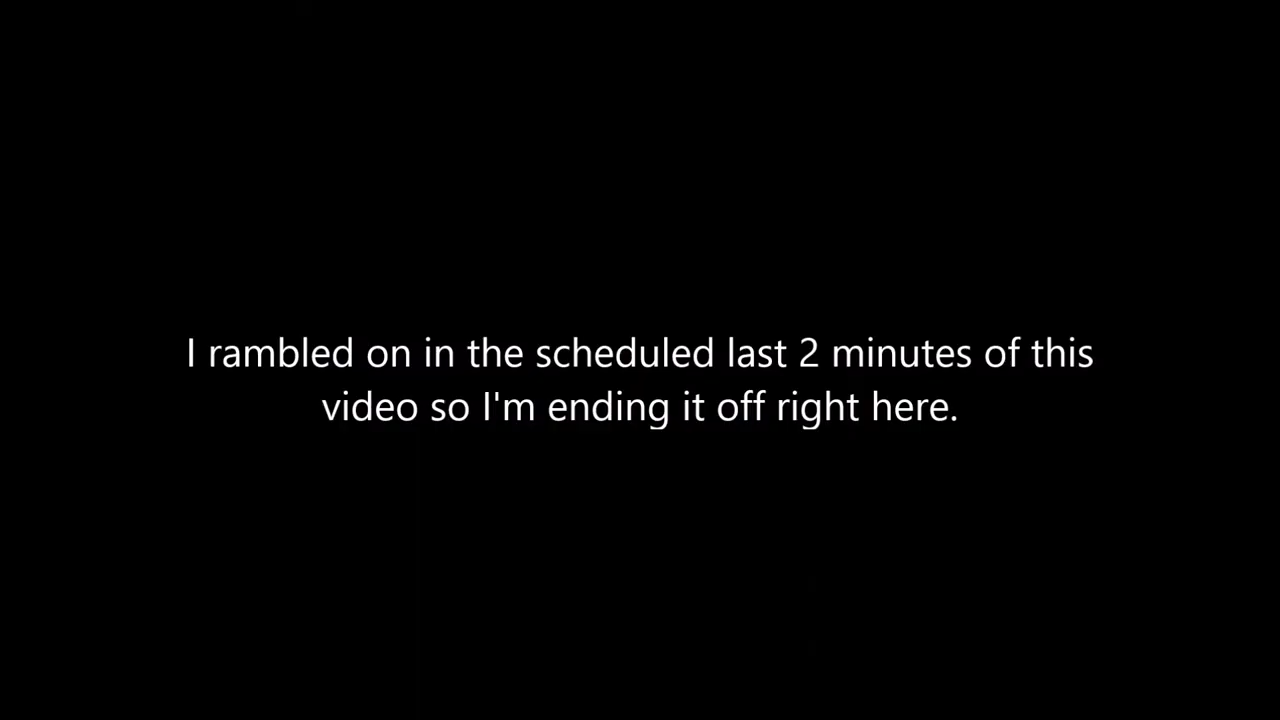 I rambled on in the scheduled last 2 minutes of this
video so I'm ending it off right here.